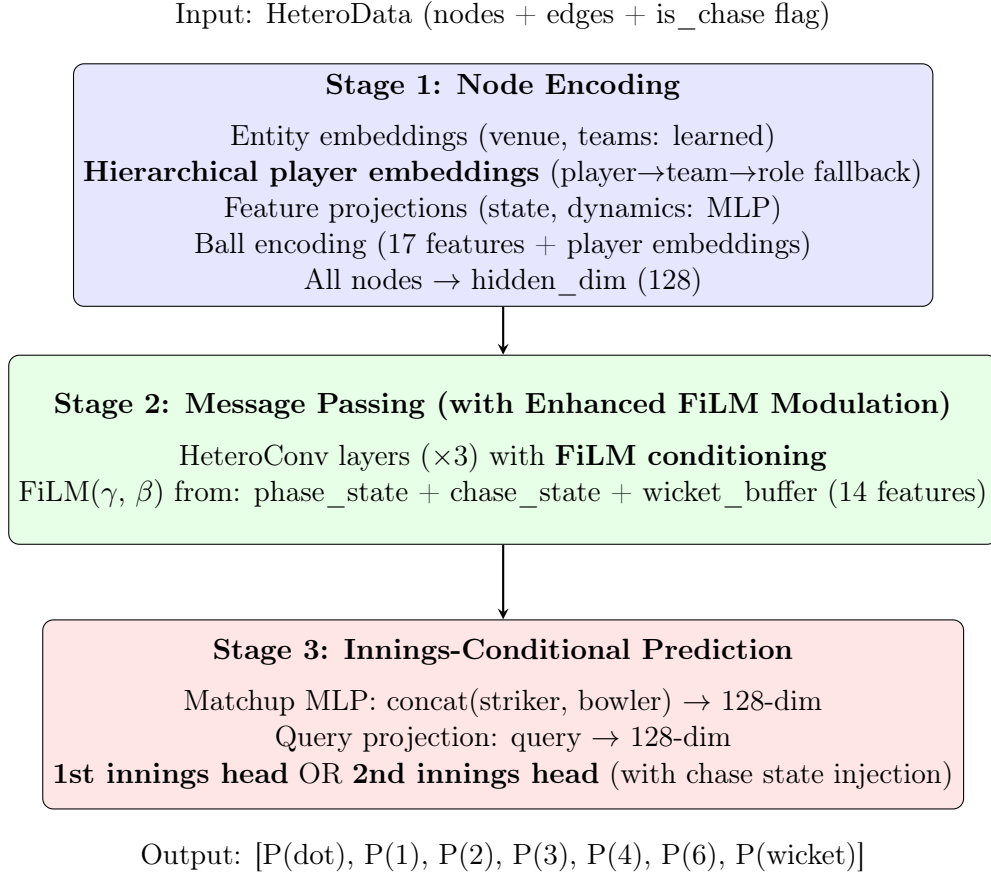 Input: HeteroData (nodes + edges + is_chase flag)
Stage 1: Node Encoding
Entity embeddings (venue, teams: learned)
Hierarchical player embeddings (player→team→role fallback)
Feature projections (state, dynamics: MLP)
Ball encoding (17 features + player embeddings)
All nodes → hidden_dim (128)
Stage 2: Message Passing (with Enhanced FiLM Modulation)
HeteroConv layers (×3) with FiLM conditioning
FiLM(γ, β) from: phase_state + chase_state + wicket_buffer (14 features)
Stage 3: Innings-Conditional Prediction
Matchup MLP: concat(striker, bowler) → 128-dim
Query projection: query → 128-dim
1st innings head OR 2nd innings head (with chase state injection)
Output: [P(dot), P(1), P(2), P(3), P(4), P(6), P(wicket)]